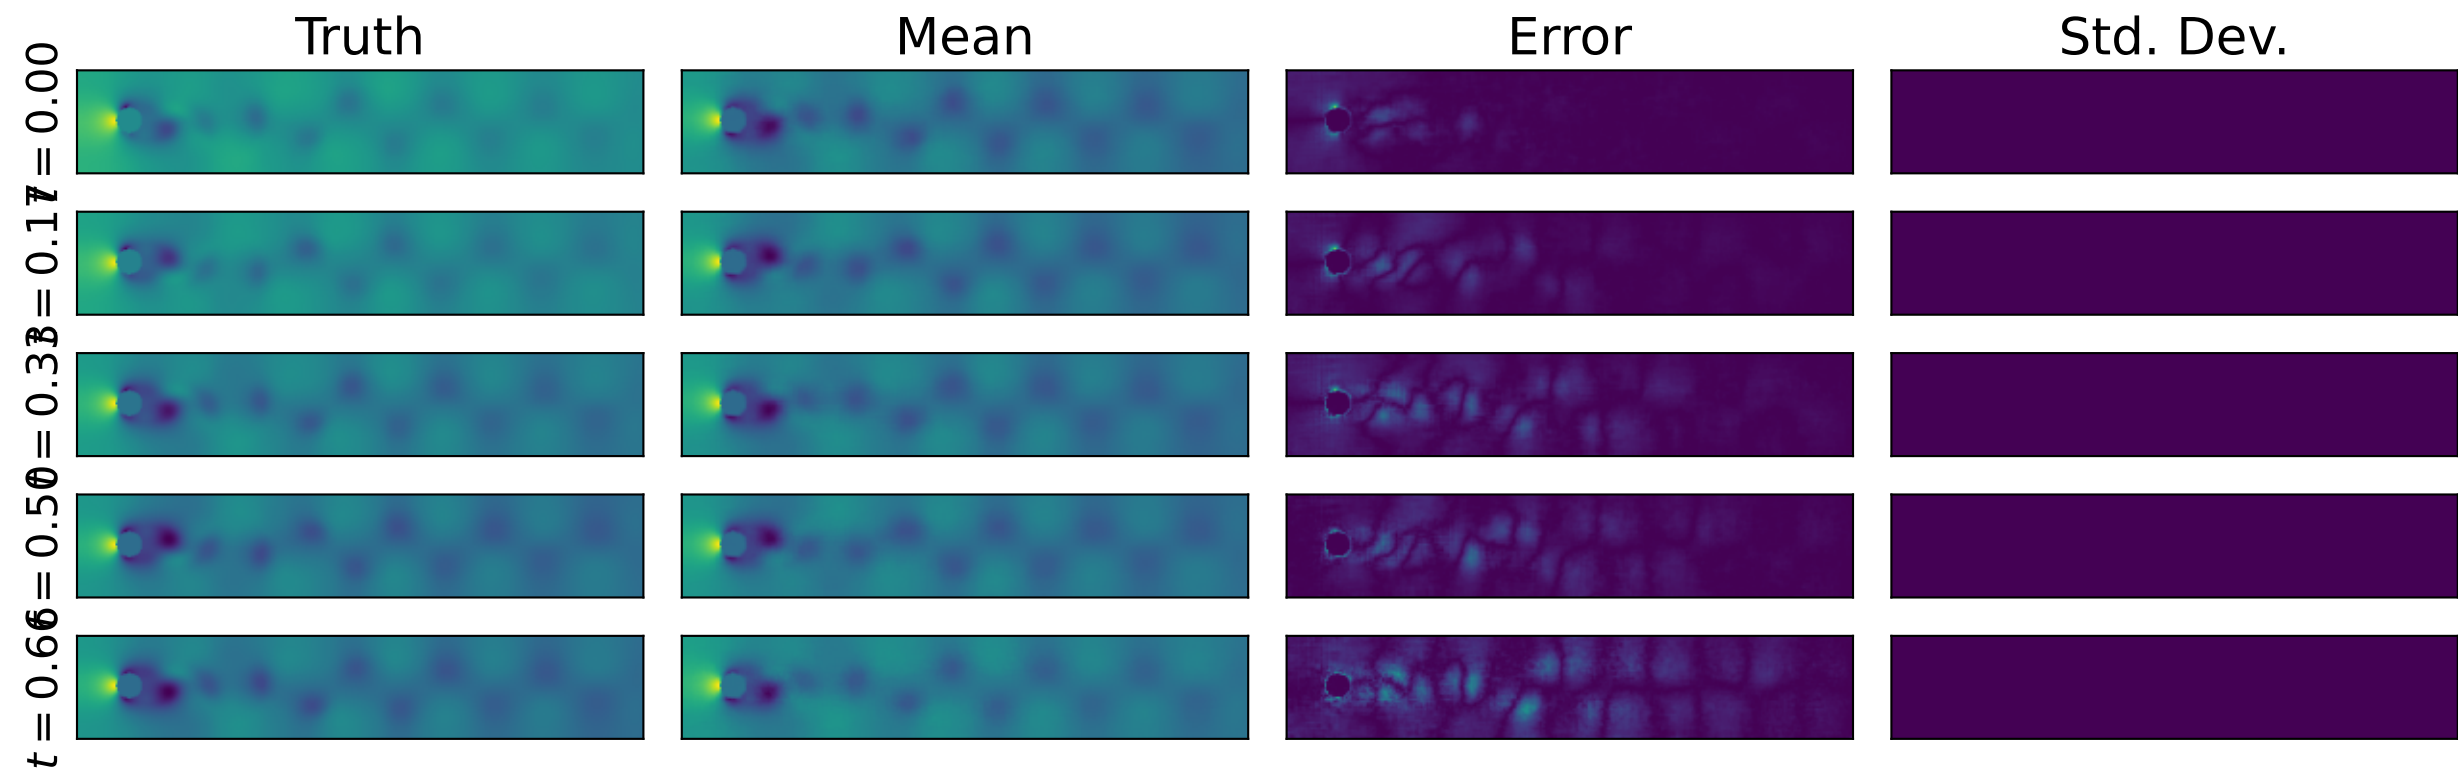 Truth Mean Error Std. Dev.
t = 0.00
t = 0.17
t = 0.33
t = 0.50
t = 0.66